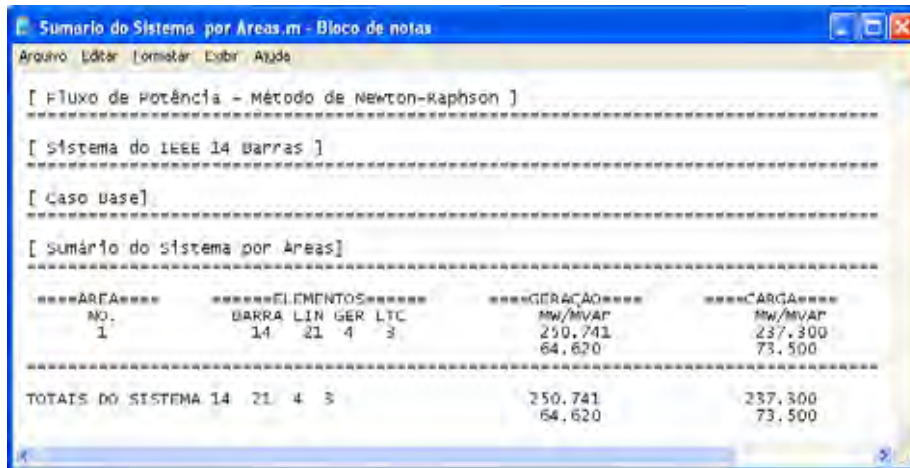 Sumario do Sistema por Areas.m - Bloco de notas
Arquivo Editar Formatar Exibir Ajuda
[ Fluxo de Potência - Método de Newton-Raphson ]
[ Sistema do IEEE 14 Barras ]
[ Caso Base]
[ Sumário do Sistema por Áreas]
====ÁREA==== ======ELEMENTOS====== ====GERAÇÃO==== ====CARGA====
NO. BARRA LIN GER LTC MW/MVAr MW/MVAr
1 14 21 4 3 250.741 237.300
64.620 73.500
TOTAIS DO SISTEMA 14 21 4 3 250.741 237.300
64.620 73.500